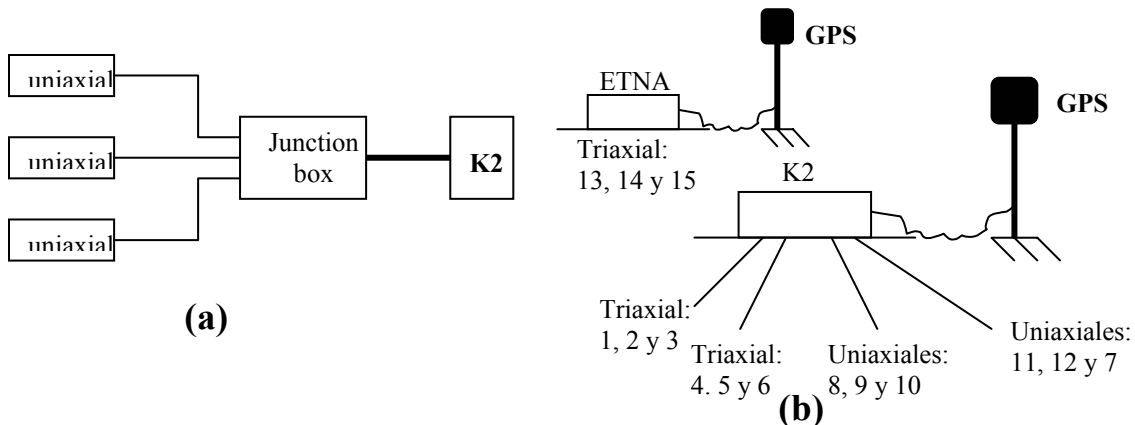 uniaxial
uniaxial
uniaxial
Junction
box
K2
(a)
GPS
ETNA
Triaxial:
13, 14 y 15
GPS
K2
Triaxial:
1, 2 y 3
Triaxial:
4. 5 y 6
Uniaxiales:
8, 9 y 10
Uniaxiales:
11, 12 y 7
(b)